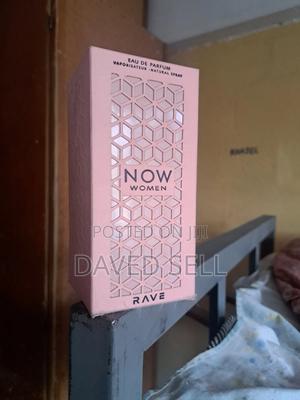 EAU DE PARFUM
VAPORISATEUR - NATURAL SPRAY
NOW
WOMEN
POSTED ON JIJI
DAVED SELL
RAVE